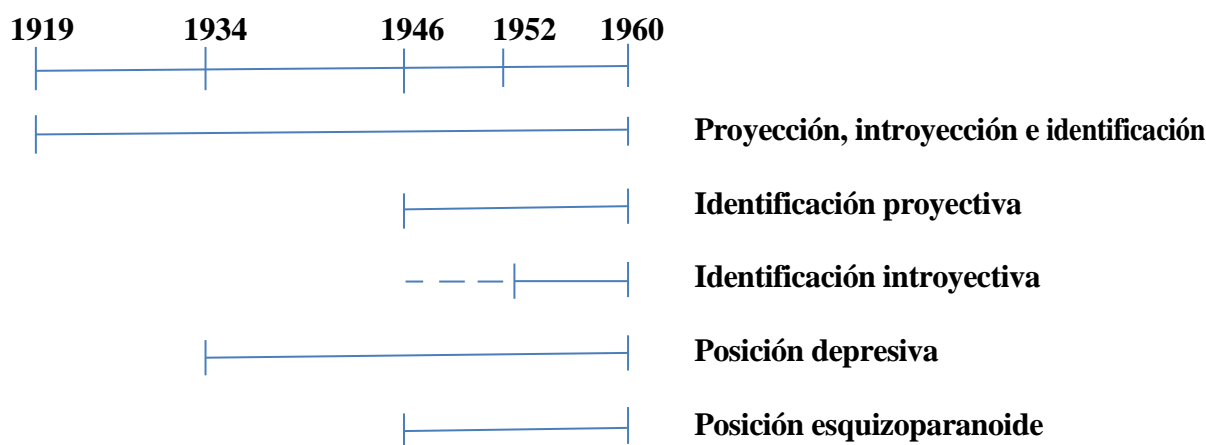 1919 1934 1946 1952 1960
Proyección, introyección e identificación
Identificación proyectiva
Identificación introyectiva
Posición depresiva
Posición esquizoparanoide